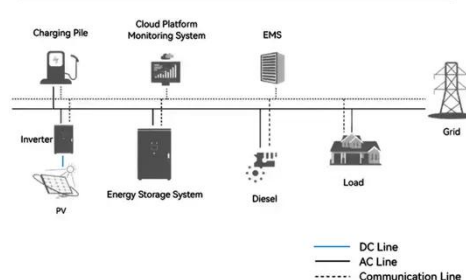 Charging Pile
Cloud Platform
Monitoring System
EMS
Inverter
Grid
PV
Energy Storage System
Diesel
Load
DC Line
AC Line
Communication Line